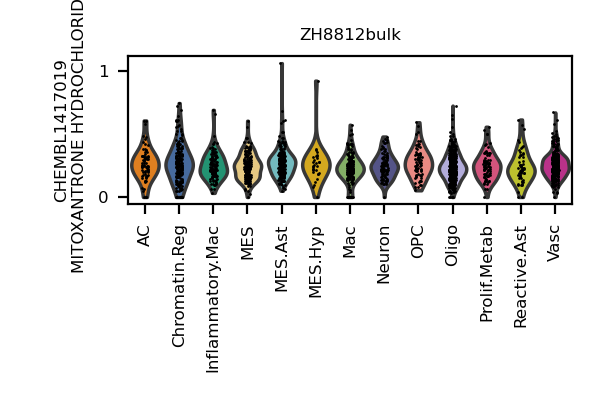 ZH8812bulk
CHEMBL1417019
MITOXANTRONE HYDROCHLORID
1
0
AC
Chromatin.Reg
Inflammatory.Mac
MES
MES.Ast
MES.Hyp
Mac
Neuron
OPC
Oligo
Prolif.Metab
Reactive.Ast
Vasc